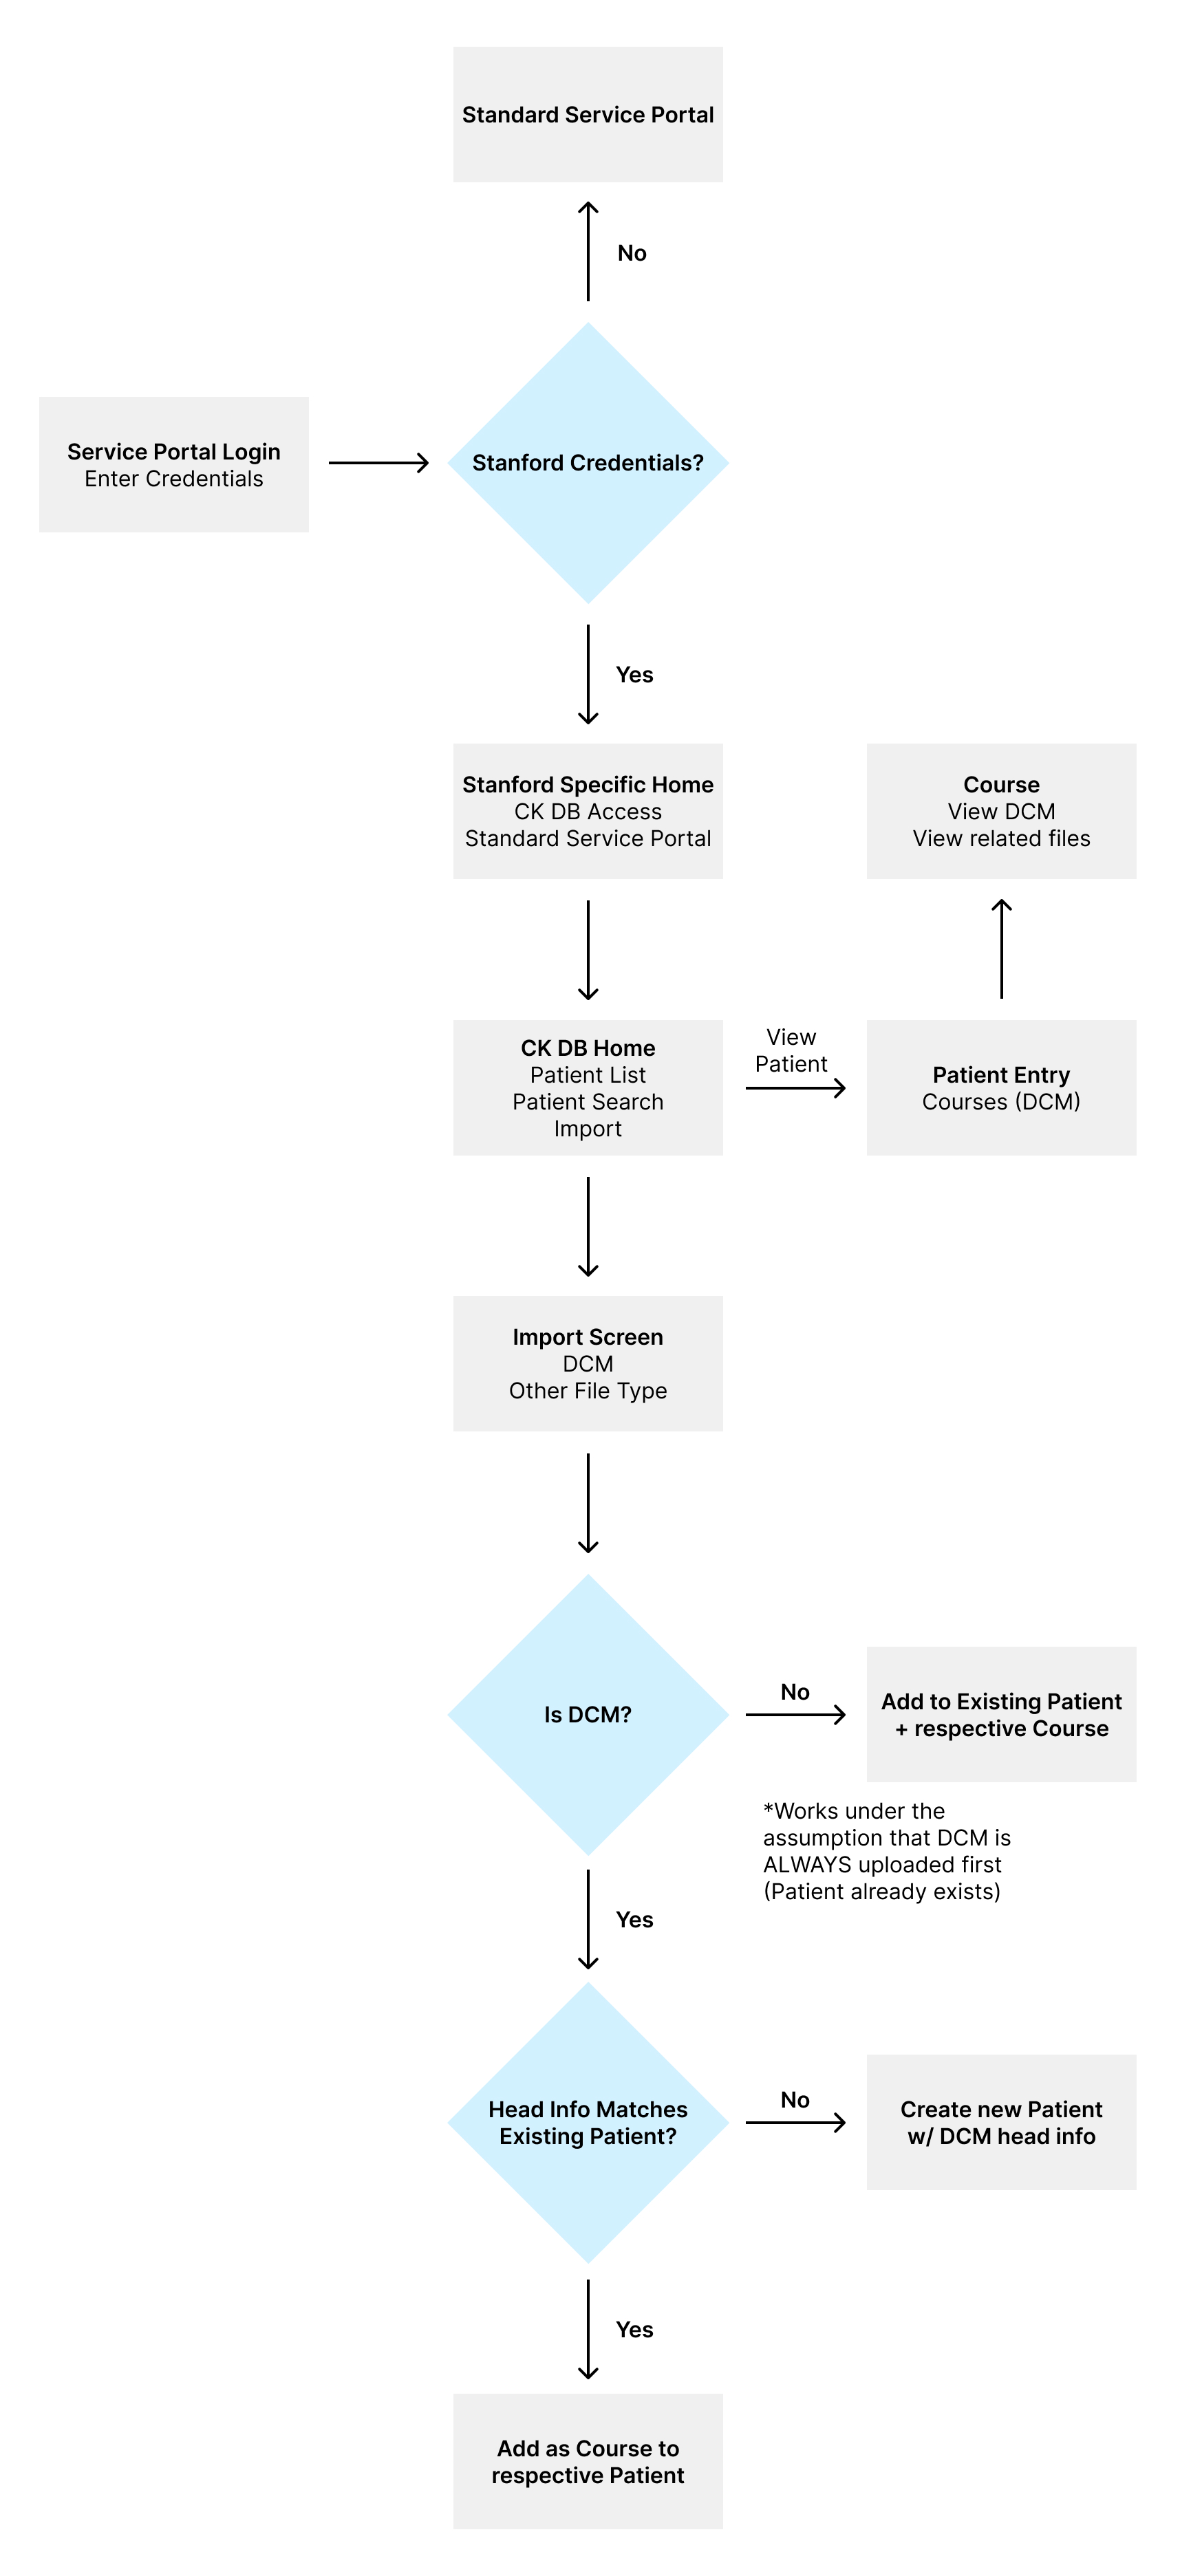 Standard Service Portal
No
Service Portal Login
Enter Credentials
Stanford Credentials?
Yes
Stanford Specific Home
CK DB Access
Standard Service Portal
Course
View DCM
View related files
CK DB Home
Patient List
Patient Search
Import
View
Patient
Patient Entry
Courses (DCM)
Import Screen
DCM
Other File Type
Is DCM?
No
Add to Existing Patient
+ respective Course
*Works under the
assumption that DCM is
ALWAYS uploaded first
(Patient already exists)
Yes
Head Info Matches
Existing Patient?
No
Create new Patient
w/ DCM head info
Yes
Add as Course to
respective Patient